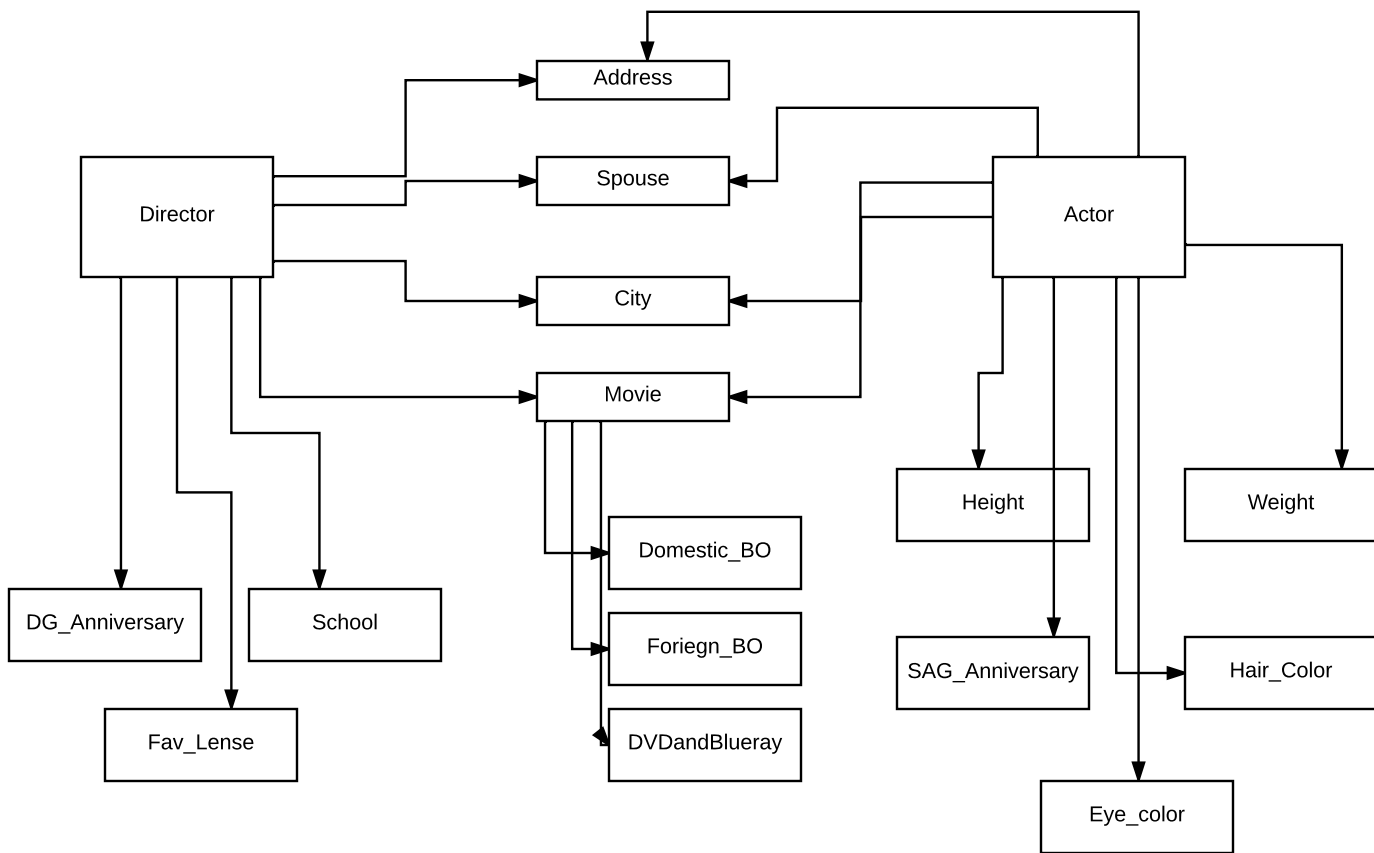 Address
Spouse
Director
Actor
City
Movie
Height
Weight
Domestic_BO
DG_Anniversary
School
Foriegn_BO
SAG_Anniversary
Hair_Color
Fav_Lense
DVDandBlueray
Eye_color